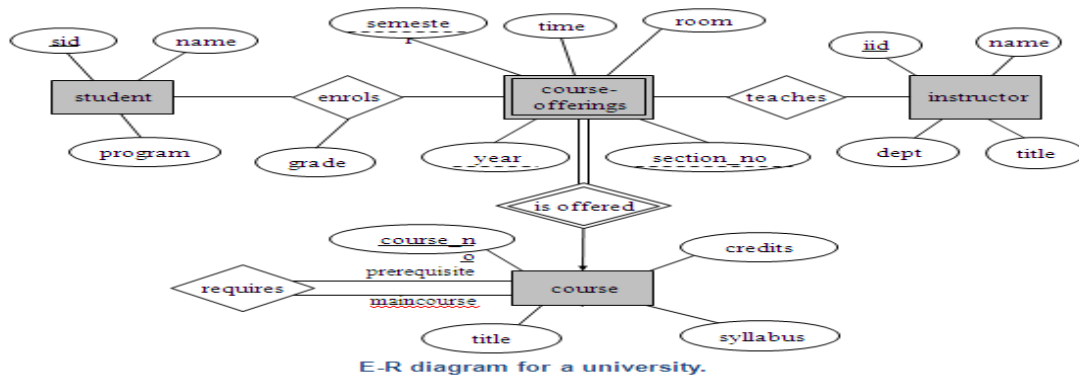 semeste
r
time
room
sid
name
iid
name
student
enrols
course-
offerings
teaches
instructor
program
grade
year
section_no
dept
title
is offered
course_n
o
credits
prerequisite
requires
course
maincourse
title
syllabus
E-R diagram for a university.